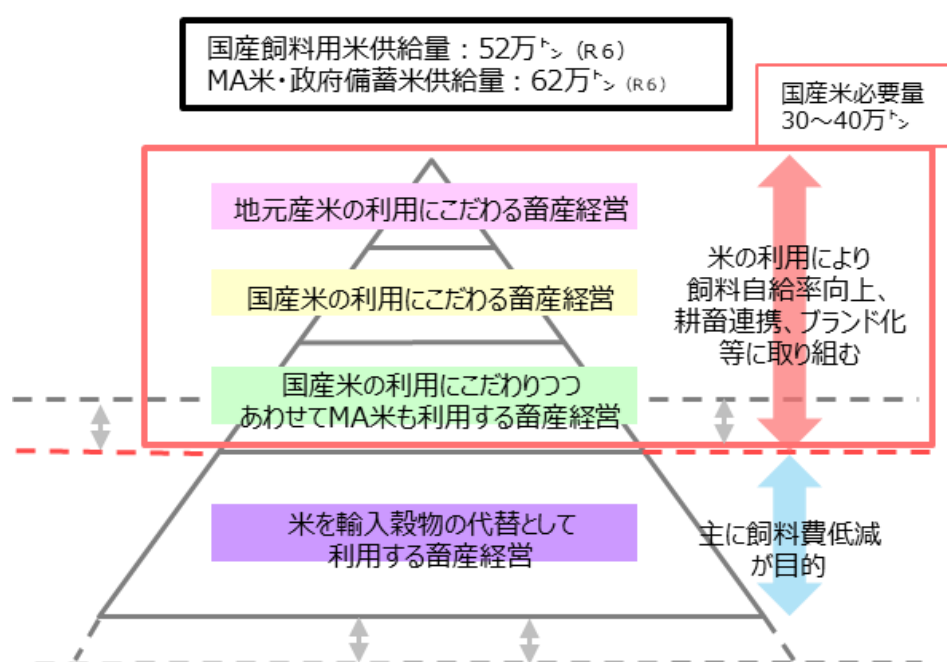 国産飼料用米供給量：52万㌧（R６）
MA米・政府備蓄米供給量：62万㌧（R６）
国産米必要量
30～40万㌧
地元産米の利用にこだわる畜産経営
国産米の利用にこだわる畜産経営
国産米の利用にこだわりつつ
あわせてMA米も利用する畜産経営
米の利用により
飼料自給率向上、
耕畜連携、ブランド化
等に取り組む
米を輸入穀物の代替として
利用する畜産経営
主に飼料費低減
が目的